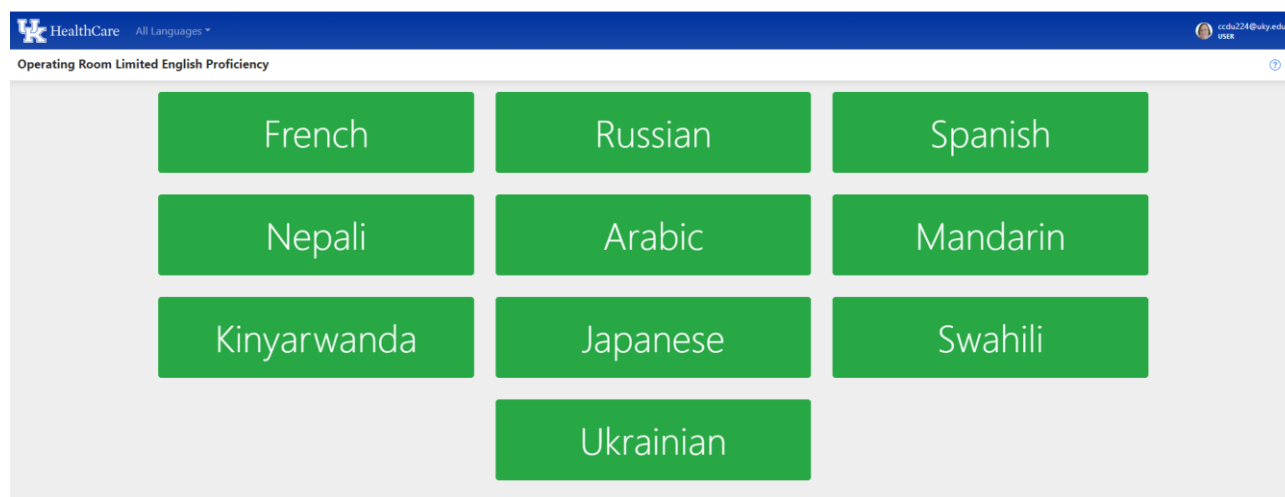 UK HealthCare All Languages
ccdu224@uky.edu
USER
Operating Room Limited English Proficiency ?
French Russian Spanish
Nepali Arabic Mandarin
Kinyarwanda Japanese Swahili
Ukrainian